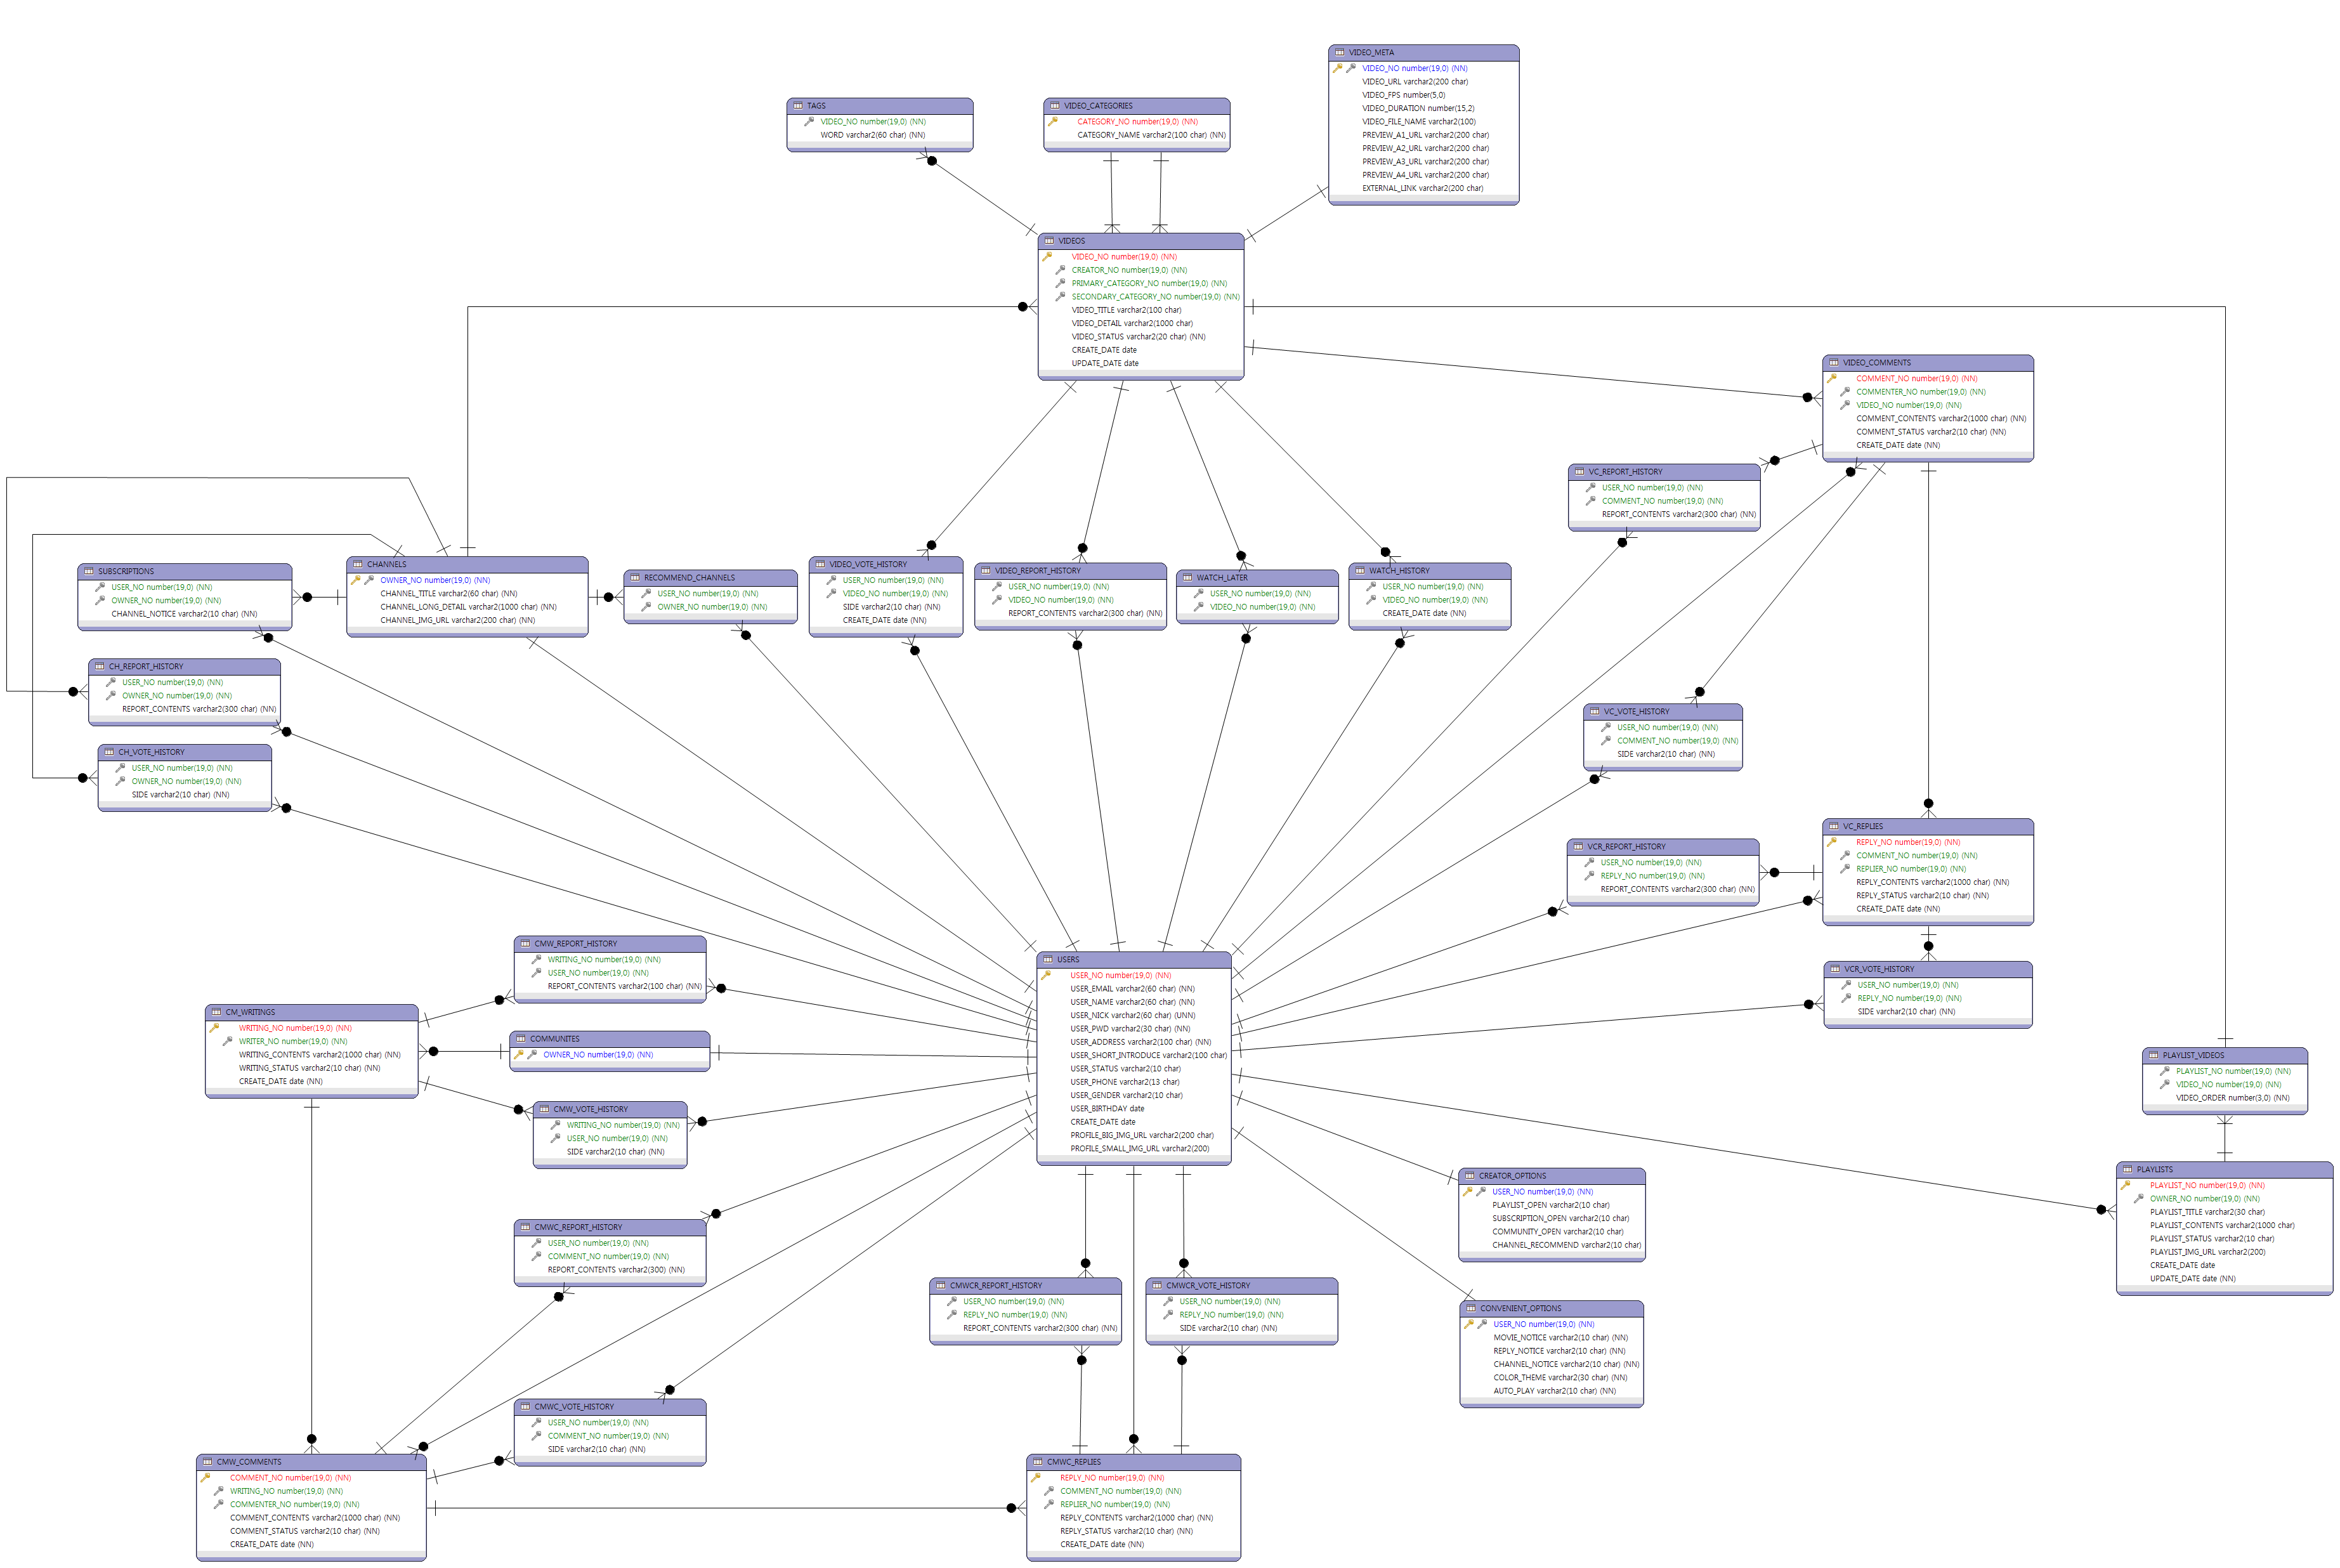 VIDEO_META
VIDEO_NO number(19,0) (NN)
VIDEO_URL varchar2(200 char)
VIDEO_FPS number(5,0)
VIDEO_DURATION number(15,2)
VIDEO_FILE_NAME varchar2(100)
PREVIEW_A1_URL varchar2(200 char)
PREVIEW_A2_URL varchar2(200 char)
PREVIEW_A3_URL varchar2(200 char)
PREVIEW_A4_URL varchar2(200 char)
EXTERNAL_LINK varchar2(200 char)
TAGS
VIDEO_NO number(19,0) (NN)
WORD varchar2(60 char) (NN)
VIDEO_CATEGORIES
CATEGORY_NO number(19,0) (NN)
CATEGORY_NAME varchar2(100 char) (NN)
VIDEOS
VIDEO_NO number(19,0) (NN)
CREATOR_NO number(19,0) (NN)
PRIMARY_CATEGORY_NO number(19,0) (NN)
SECONDARY_CATEGORY_NO number(19,0) (NN)
VIDEO_TITLE varchar2(100 char)
VIDEO_DETAIL varchar2(1000 char)
VIDEO_STATUS varchar2(20 char) (NN)
CREATE_DATE date
UPDATE_DATE date
VIDEO_COMMENTS
COMMENT_NO number(19,0) (NN)
COMMENTER_NO number(19,0) (NN)
VIDEO_NO number(19,0) (NN)
COMMENT_CONTENTS varchar2(1000 char) (NN)
COMMENT_STATUS varchar2(10 char) (NN)
CREATE_DATE date (NN)
VC_REPORT_HISTORY
USER_NO number(19,0) (NN)
COMMENT_NO number(19,0) (NN)
REPORT_CONTENTS varchar2(300 char) (NN)
SUBSCRIPTIONS
USER_NO number(19,0) (NN)
OWNER_NO number(19,0) (NN)
CHANNEL_NOTICE varchar2(10 char) (NN)
CHANNELS
OWNER_NO number(19,0) (NN)
CHANNEL_TITLE varchar2(60 char) (NN)
CHANNEL_LONG_DETAIL varchar2(1000 char) (NN)
CHANNEL_IMG_URL varchar2(200 char) (NN)
RECOMMEND_CHANNELS
USER_NO number(19,0) (NN)
OWNER_NO number(19,0) (NN)
VIDEO_VOTE_HISTORY
USER_NO number(19,0) (NN)
VIDEO_NO number(19,0) (NN)
SIDE varchar2(10 char) (NN)
CREATE_DATE date (NN)
VIDEO_REPORT_HISTORY
USER_NO number(19,0) (NN)
VIDEO_NO number(19,0) (NN)
REPORT_CONTENTS varchar2(300 char) (NN)
WATCH_LATER
USER_NO number(19,0) (NN)
VIDEO_NO number(19,0) (NN)
WATCH_HISTORY
USER_NO number(19,0) (NN)
VIDEO_NO number(19,0) (NN)
CREATE_DATE date (NN)
CH_REPORT_HISTORY
USER_NO number(19,0) (NN)
OWNER_NO number(19,0) (NN)
REPORT_CONTENTS varchar2(300 char) (NN)
CH_VOTE_HISTORY
USER_NO number(19,0) (NN)
OWNER_NO number(19,0) (NN)
SIDE varchar2(10 char) (NN)
VC_VOTE_HISTORY
USER_NO number(19,0) (NN)
COMMENT_NO number(19,0) (NN)
SIDE varchar2(10 char) (NN)
VCR_REPORT_HISTORY
USER_NO number(19,0) (NN)
REPLY_NO number(19,0) (NN)
REPORT_CONTENTS varchar2(300 char) (NN)
VC_REPLIES
REPLY_NO number(19,0) (NN)
COMMENT_NO number(19,0) (NN)
REPLIER_NO number(19,0) (NN)
REPLY_CONTENTS varchar2(1000 char) (NN)
REPLY_STATUS varchar2(10 char) (NN)
CREATE_DATE date (NN)
VCR_VOTE_HISTORY
USER_NO number(19,0) (NN)
REPLY_NO number(19,0) (NN)
SIDE varchar2(10 char) (NN)
CMW_REPORT_HISTORY
WRITING_NO number(19,0) (NN)
USER_NO number(19,0) (NN)
REPORT_CONTENTS varchar2(100 char) (NN)
USERS
USER_NO number(19,0) (NN)
USER_EMAIL varchar2(60 char) (NN)
USER_NAME varchar2(60 char) (NN)
USER_NICK varchar2(60 char) (UNN)
USER_PWD varchar2(30 char) (NN)
USER_ADDRESS varchar2(100 char) (NN)
USER_SHORT_INTRODUCE varchar2(100 char)
USER_STATUS varchar2(10 char)
USER_PHONE varchar2(13 char)
USER_GENDER varchar2(10 char)
USER_BIRTHDAY date
CREATE_DATE date
PROFILE_BIG_IMG_URL varchar2(200 char)
PROFILE_SMALL_IMG_URL varchar2(200)
CM_WRITINGS
WRITING_NO number(19,0) (NN)
WRITER_NO number(19,0) (NN)
WRITING_CONTENTS varchar2(1000 char) (NN)
WRITING_STATUS varchar2(10 char) (NN)
CREATE_DATE date (NN)
COMMUNITES
OWNER_NO number(19,0) (NN)
CMW_VOTE_HISTORY
WRITING_NO number(19,0) (NN)
USER_NO number(19,0) (NN)
SIDE varchar2(10 char) (NN)
PLAYLIST_VIDEOS
PLAYLIST_NO number(19,0) (NN)
VIDEO_NO number(19,0) (NN)
VIDEO_ORDER number(3,0) (NN)
PLAYLISTS
PLAYLIST_NO number(19,0) (NN)
OWNER_NO number(19,0) (NN)
PLAYLIST_TITLE varchar2(30 char)
PLAYLIST_CONTENTS varchar2(1000 char)
PLAYLIST_STATUS varchar2(10 char)
PLAYLIST_IMG_URL varchar2(200)
CREATE_DATE date
UPDATE_DATE date (NN)
CREATOR_OPTIONS
USER_NO number(19,0) (NN)
PLAYLIST_OPEN varchar2(10 char)
SUBSCRIPTION_OPEN varchar2(10 char)
COMMUNITY_OPEN varchar2(10 char)
CHANNEL_RECOMMEND varchar2(10 char)
CMWC_REPORT_HISTORY
USER_NO number(19,0) (NN)
COMMENT_NO number(19,0) (NN)
REPORT_CONTENTS varchar2(300) (NN)
CMWCR_REPORT_HISTORY
USER_NO number(19,0) (NN)
REPLY_NO number(19,0) (NN)
REPORT_CONTENTS varchar2(300 char) (NN)
CMWCR_VOTE_HISTORY
USER_NO number(19,0) (NN)
REPLY_NO number(19,0) (NN)
SIDE varchar2(10 char) (NN)
CONVENIENT_OPTIONS
USER_NO number(19,0) (NN)
MOVIE_NOTICE varchar2(10 char) (NN)
REPLY_NOTICE varchar2(10 char) (NN)
CHANNEL_NOTICE varchar2(10 char) (NN)
COLOR_THEME varchar2(30 char) (NN)
AUTO_PLAY varchar2(10 char) (NN)
CMWC_VOTE_HISTORY
USER_NO number(19,0) (NN)
COMMENT_NO number(19,0) (NN)
SIDE varchar2(10 char) (NN)
CMW_COMMENTS
COMMENT_NO number(19,0) (NN)
WRITING_NO number(19,0) (NN)
COMMENTER_NO number(19,0) (NN)
COMMENT_CONTENTS varchar2(1000 char) (NN)
COMMENT_STATUS varchar2(10 char) (NN)
CREATE_DATE date (NN)
CMWC_REPLIES
REPLY_NO number(19,0) (NN)
COMMENT_NO number(19,0) (NN)
REPLIER_NO number(19,0) (NN)
REPLY_CONTENTS varchar2(1000 char) (NN)
REPLY_STATUS varchar2(10 char) (NN)
CREATE_DATE date (NN)